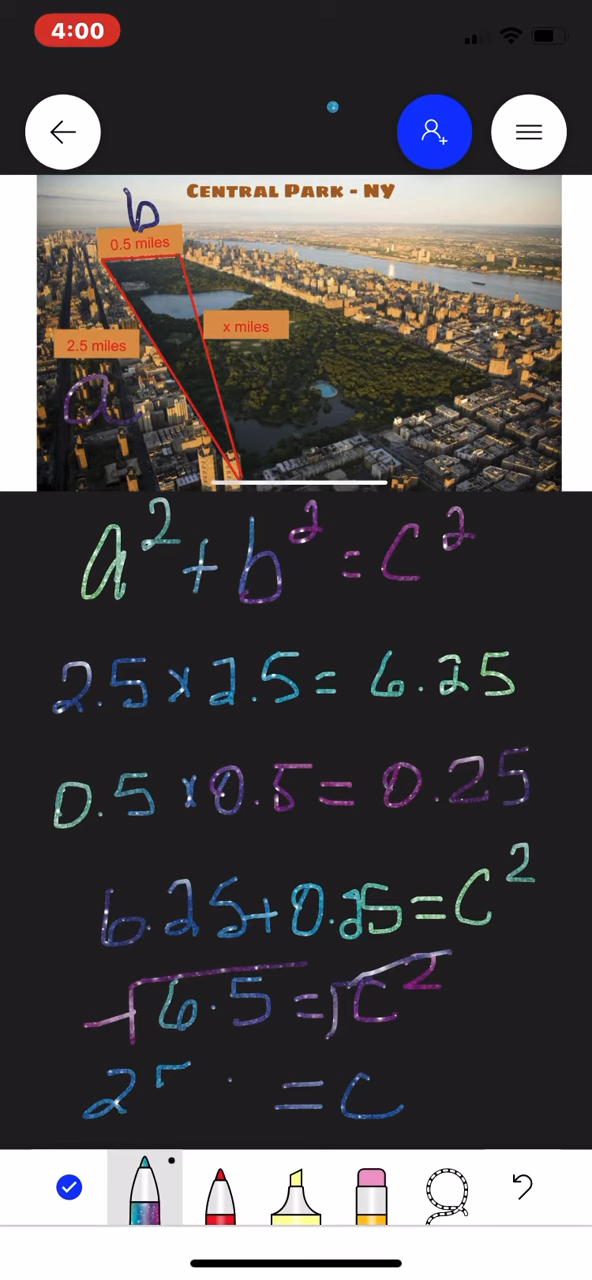 4:00
CENTRAL PARK - NY
b
0.5 miles
x miles
2.5 miles
a
a² + b² = c²
2.5 x 2.5 = 6.25
0.5 x 0.5 = 0.25
6.25 + 0.25 = c²
√6.5 = √c²
25 = c